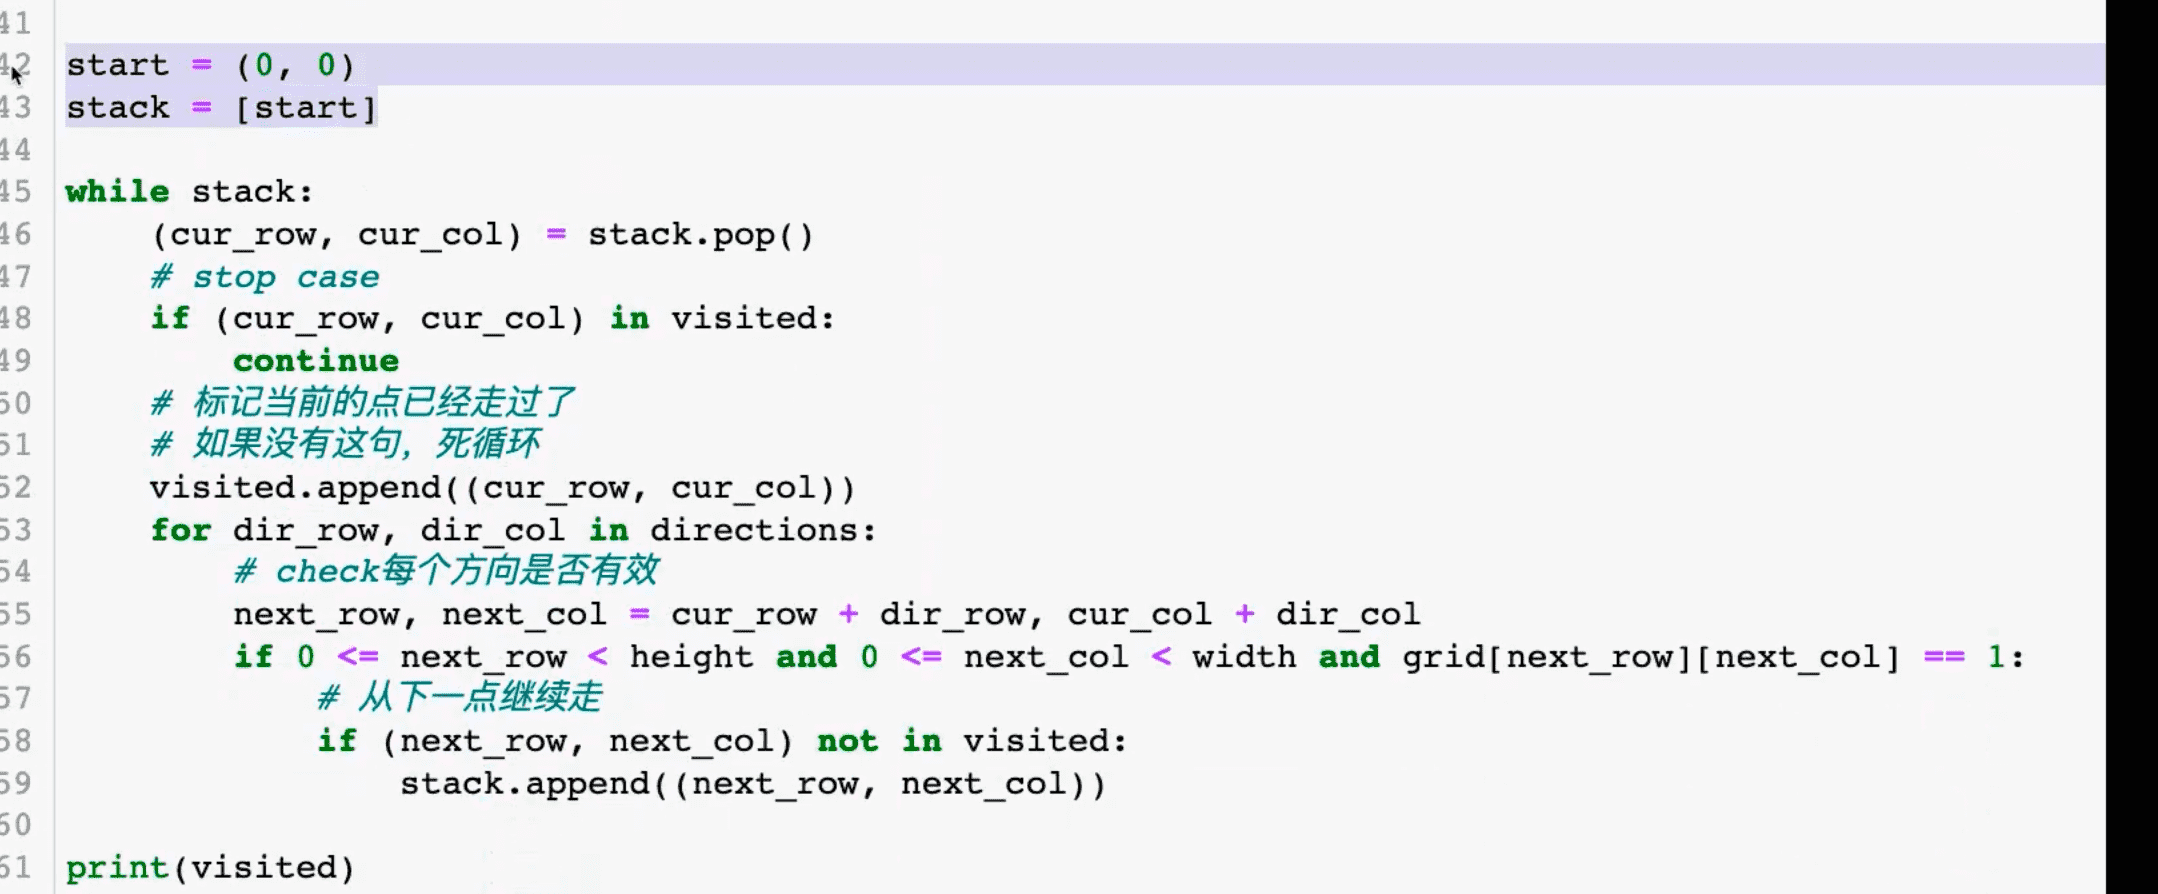 41
42 start = (0, 0)
43 stack = [start]
44
45 while stack:
46     (cur_row, cur_col) = stack.pop()
47     # stop case
48     if (cur_row, cur_col) in visited:
49         continue
50     # 标记当前的点已经走过了
51     # 如果没有这句，死循环
52     visited.append((cur_row, cur_col))
53     for dir_row, dir_col in directions:
54         # check每个方向是否有效
55         next_row, next_col = cur_row + dir_row, cur_col + dir_col
56         if 0 <= next_row < height and 0 <= next_col < width and grid[next_row][next_col] == 1:
57             # 从下一点继续走
58             if (next_row, next_col) not in visited:
59                 stack.append((next_row, next_col))
60
61 print(visited)